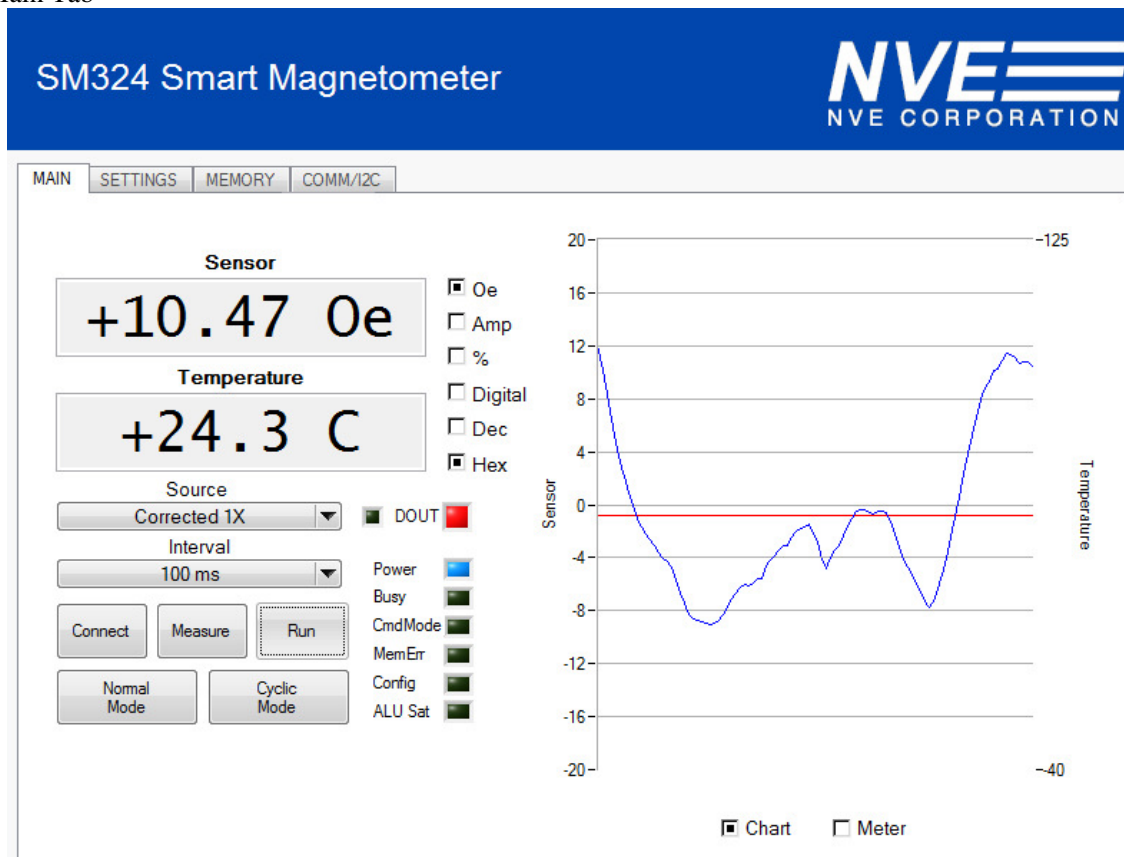 SM324 Smart Magnetometer
NVE
NVE CORPORATION
MAIN SETTINGS MEMORY COMM/I2C
Sensor
+10.47 Oe
Temperature
+24.3 C
Oe
Amp
%
Digital
Dec
Hex
Source
Corrected 1X
DOUT
Interval
100 ms
Connect Measure Run
Normal Mode
Cyclic Mode
Power
Busy
CmdMode
MemErr
Config
ALU Sat
20
16
12
8
4
0
-4
-8
-12
-16
-20
Sensor
125
-40
Temperature
Chart Meter